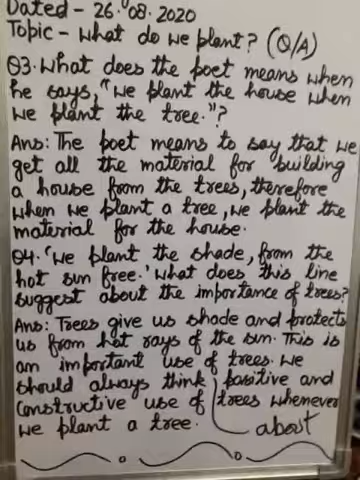 Dated - 26.08.2020
Topic - What do we plant? (Q/A)
Q3. What does the poet means when
he says, "we plant the house when
we plant the tree."?
Ans: The poet means to say that we
get all the material for building
a house from the trees, therefore
when we plant a tree, we plant the
material for the house.
Q4. 'We plant the shade, from the
hot sun free.' What does this line
suggest about the importance of trees?
Ans: Trees give us shade and protects
us from hot rays of the sun. This is
an important use of trees. We
should always think positive and
constructive use of trees whenever
we plant a tree.
about